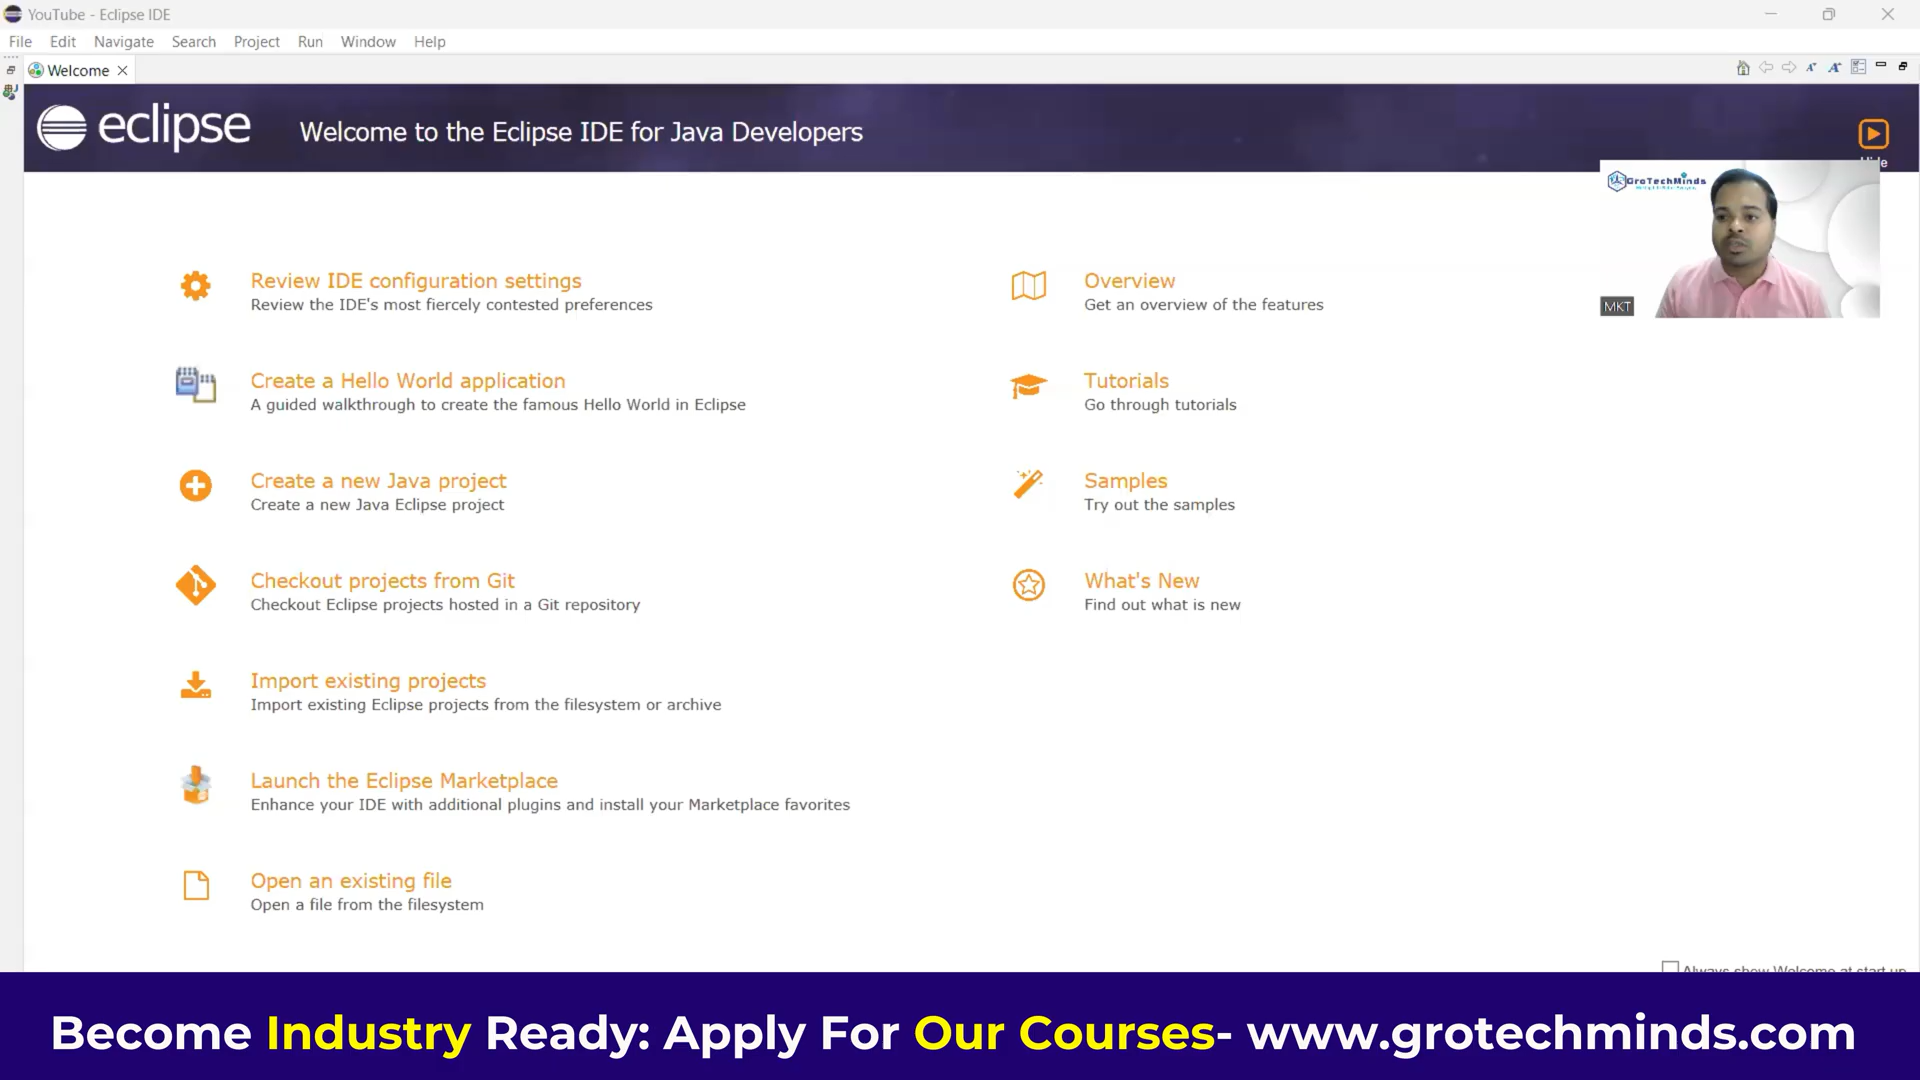 YouTube - Eclipse IDE
File Edit Navigate Search Project Run Window Help
Welcome
eclipse
Welcome to the Eclipse IDE for Java Developers
GroTechMinds
MKT
Review IDE configuration settings
Review the IDE's most fiercely contested preferences
Create a Hello World application
A guided walkthrough to create the famous Hello World in Eclipse
Create a new Java project
Create a new Java Eclipse project
Checkout projects from Git
Checkout Eclipse projects hosted in a Git repository
Import existing projects
Import existing Eclipse projects from the filesystem or archive
Launch the Eclipse Marketplace
Enhance your IDE with additional plugins and install your Marketplace favorites
Open an existing file
Open a file from the filesystem
Overview
Get an overview of the features
Tutorials
Go through tutorials
Samples
Try out the samples
What's New
Find out what is new
Always show Welcome at start up
Become Industry Ready: Apply For Our Courses- www.grotechminds.com